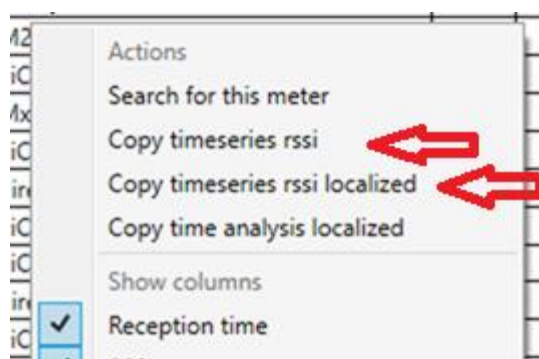 Actions
Search for this meter
Copy timeseries rssi
Copy timeseries rssi localized
Copy time analysis localized
Show columns
Reception time